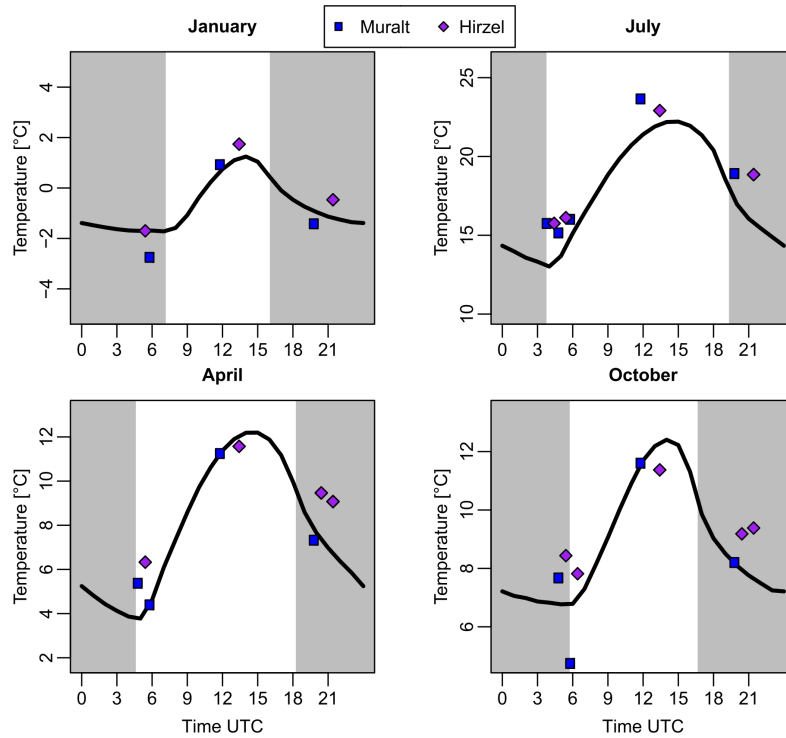 January
Muralt Hirzel
July
Temperature [°C]
4
2
0
−2
−4
0 3 6 9 12 15 18 21
Temperature [°C]
25
20
15
10
0 3 6 9 12 15 18 21
April
October
Temperature [°C]
12
10
8
6
4
2
0 3 6 9 12 15 18 21
Time UTC
Temperature [°C]
12
10
8
6
0 3 6 9 12 15 18 21
Time UTC